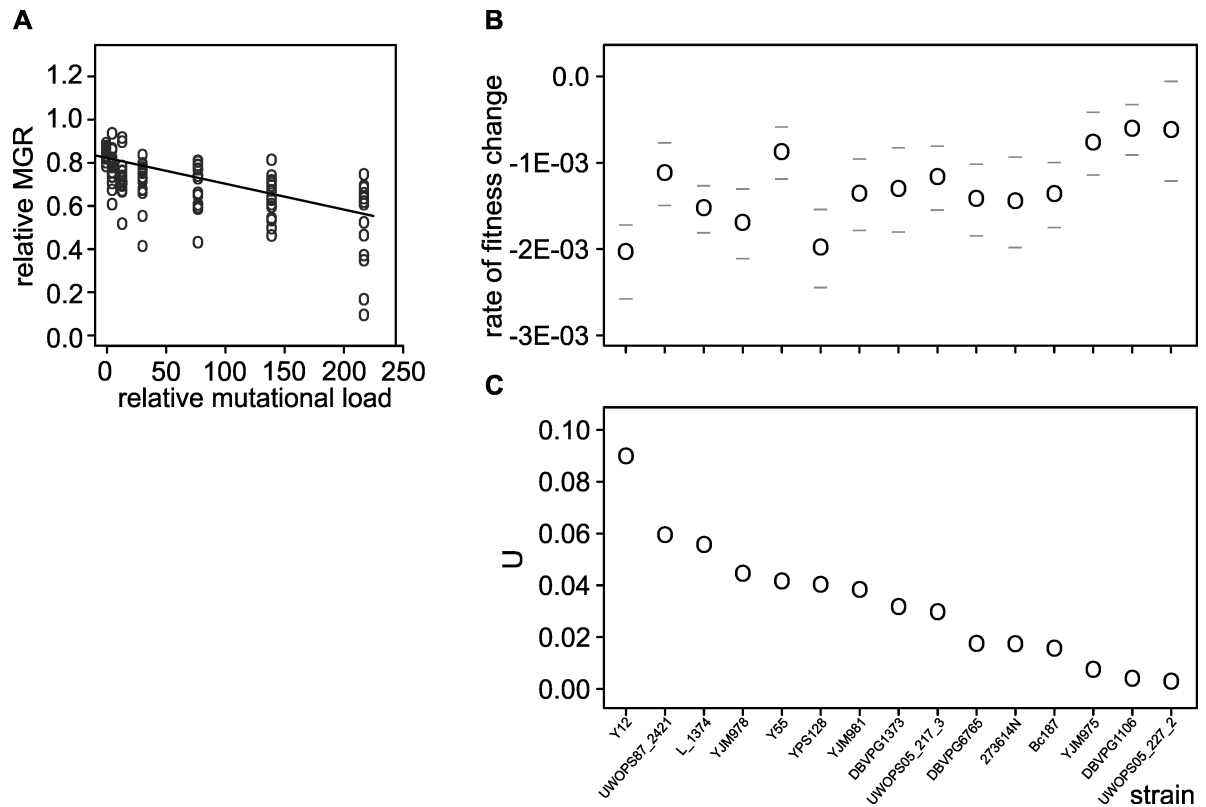 A
relative MGR
1.2
1.0
0.8
0.6
0.4
0.2
0.0
0 50 100 150 200 250
relative mutational load
B
rate of fitness change
0.0
-1E-03
-2E-03
-3E-03
C
U
0.10
0.08
0.06
0.04
0.02
0.00
Y12
UWOPS87_2421
L_1374
YJM978
Y55
YPS128
YJM981
DBVPG1373
UWOPS05_217_3
DBVPG6765
273614N
Bc187
YJM975
DBVPG1106
UWOPS05_227_2
strain